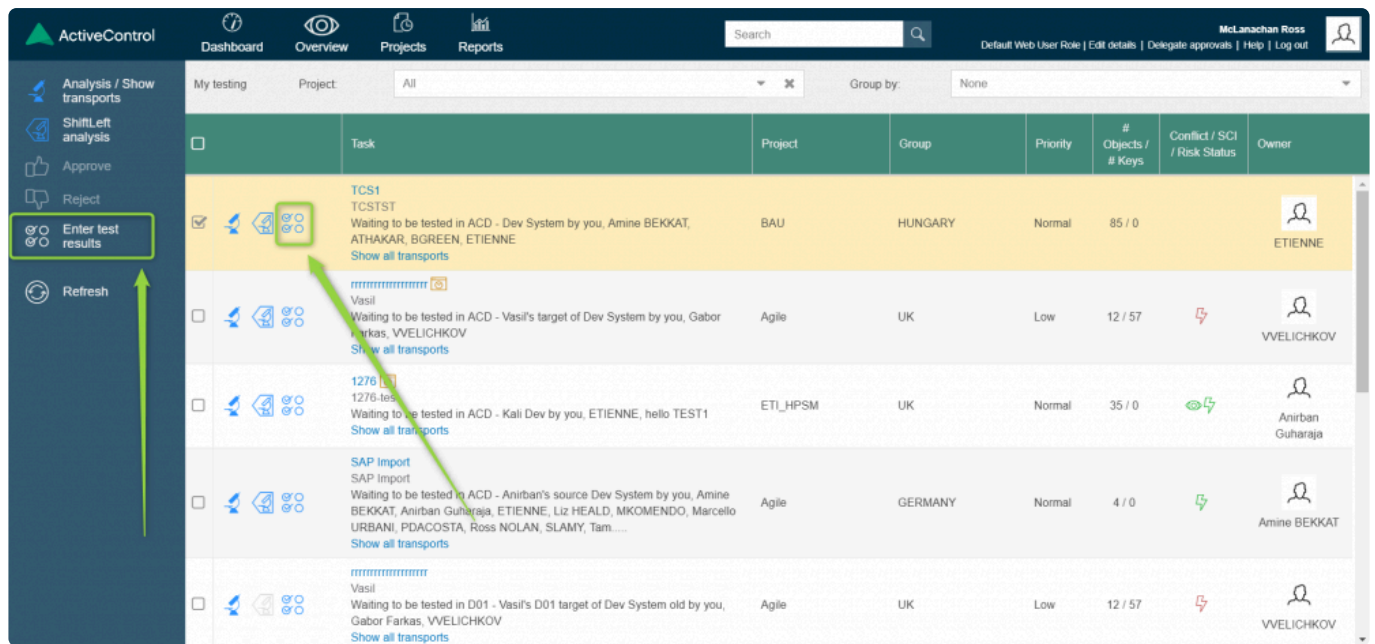 ActiveControl
Dashboard
Overview
Projects
Reports
Search
McLanachan Ross
Default Web User Role | Edit details | Delegate approvals | Help | Log out
Analysis / Show
transports
ShiftLeft
analysis
Approve
Reject
Enter test
results
Refresh
My testing
Project:
All
Group by:
None
Task
Project
Group
Priority
#
Objects /
# Keys
Conflict / SCI
/ Risk Status
Owner
TCS1
TCSTST
Waiting to be tested in ACD - Dev System by you, Amine BEKKAT,
ATHAKAR, BGREEN, ETIENNE
Show all transports
BAU
HUNGARY
Normal
85 / 0
ETIENNE
Vasil
Waiting to be tested in ACD - Vasil's target of Dev System by you, Gabor
Farkas, VVELICHKOV
Show all transports
Agile
UK
Low
12 / 57
VVELICHKOV
1276
1276-test
Waiting to be tested in ACD - Kali Dev by you, ETIENNE, hello TEST1
Show all transports
ETI_HPSM
UK
Normal
35 / 0
Anirban
Guharaja
SAP Import
SAP Import
Waiting to be tested in ACD - Anirban's source Dev System by you, Amine
BEKKAT, Anirban Guharaja, ETIENNE, Liz HEALD, MKOMENDO, Marcello
URBANI, PDACOSTA, Ross NOLAN, SLAMY, Tam.....
Show all transports
Agile
GERMANY
Normal
4 / 0
Amine BEKKAT
Vasil
Waiting to be tested in D01 - Vasil's D01 target of Dev System old by you,
Gabor Farkas, VVELICHKOV
Show all transports
Agile
UK
Low
12 / 57
VVELICHKOV